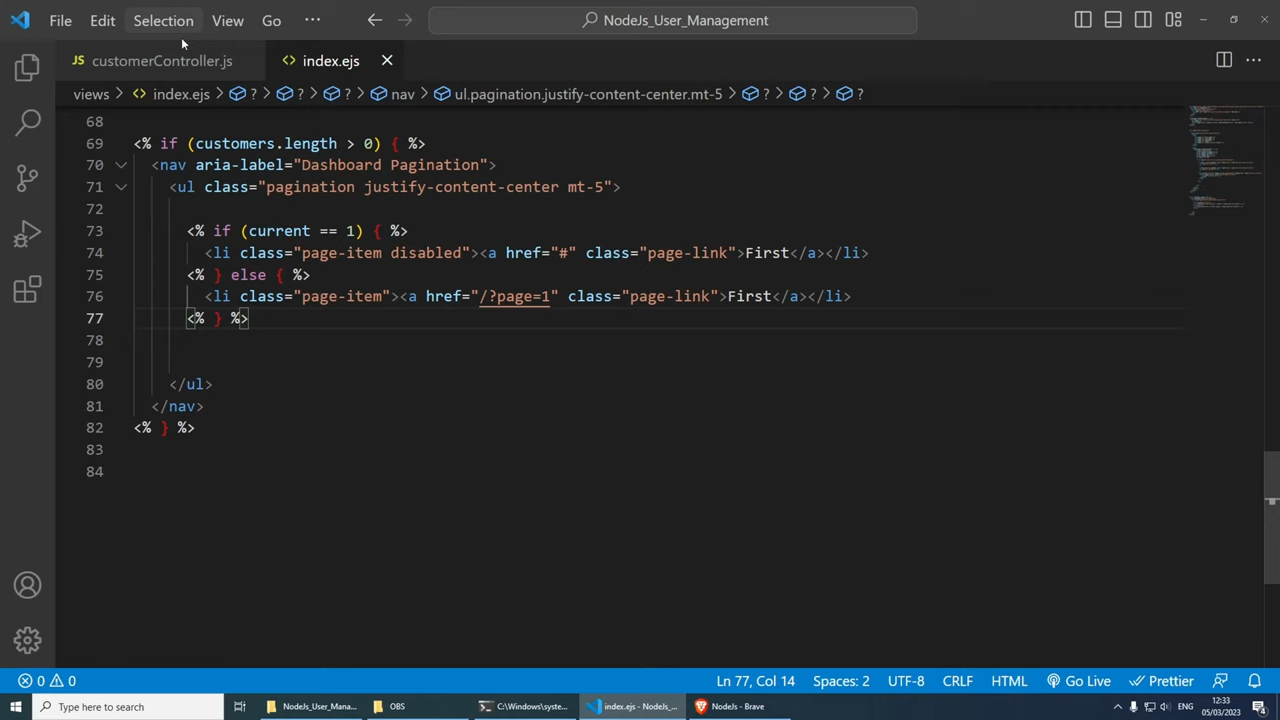 File Edit Selection View Go ··· NodeJs_User_Management
JS customerController.js <> index.ejs
views > <> index.ejs > ? > ? > ? > nav > ul.pagination.justify-content-center.mt-5 > ? > ? > ?
68
69 <% if (customers.length > 0) { %>
70 <nav aria-label="Dashboard Pagination">
71 <ul class="pagination justify-content-center mt-5">
72
73 <% if (current == 1) { %>
74 <li class="page-item disabled"><a href="#" class="page-link">First</a></li>
75 <% } else { %>
76 <li class="page-item"><a href="/?page=1" class="page-link">First</a></li>
77 <% } %>
78
79
80 </ul>
81 </nav>
82 <% } %>
83
84
0 0 Ln 77, Col 14 Spaces: 2 UTF-8 CRLF HTML Go Live Prettier
Type here to search NodeJs_User_Mana... OBS C:\Windows\syste... index.ejs - NodeJs_... NodeJs - Brave ENG 12:33
05/03/2023 4